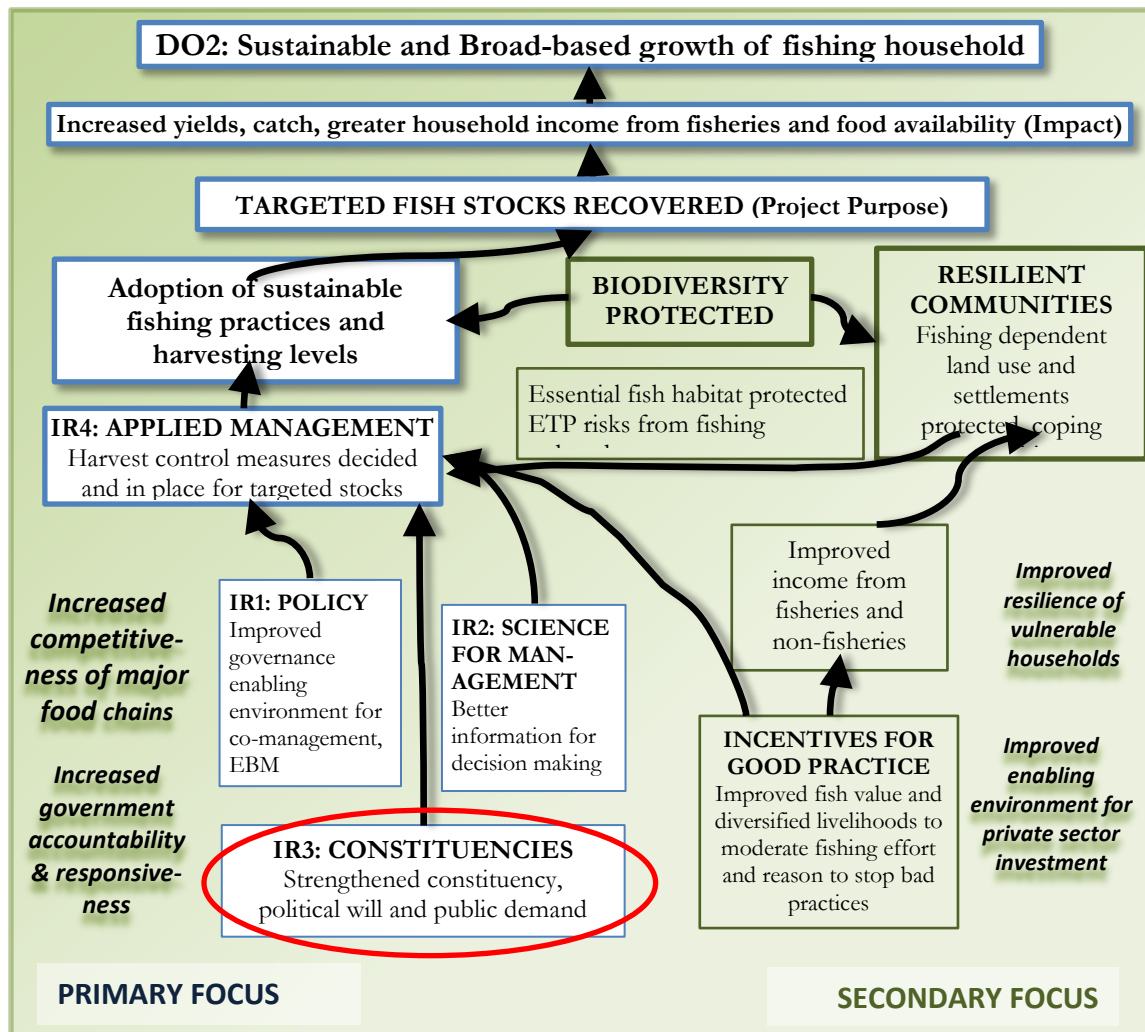 DO2: Sustainable and Broad-based growth of fishing household
Increased yields, catch, greater household income from fisheries and food availability (Impact)
TARGETED FISH STOCKS RECOVERED (Project Purpose)
Adoption of sustainable
fishing practices and
harvesting levels
BIODIVERSITY
PROTECTED
RESILIENT
COMMUNITIES
Fishing dependent
land use and
settlements
protected, coping
Essential fish habitat protected
ETP risks from fishing
IR4: APPLIED MANAGEMENT
Harvest control measures decided
and in place for targeted stocks
Increased
competitive-
ness of major
food chains
IR1: POLICY
Improved
governance
enabling
environment for
co-management,
EBM
IR2: SCIENCE
FOR MAN-
AGEMENT
Better
information for
decision making
Improved
income from
fisheries and
non-fisheries
Improved
resilience of
vulnerable
households
Increased
government
accountability
& responsive-
ness
IR3: CONSTITUENCIES
Strengthened constituency,
political will and public demand
INCENTIVES FOR
GOOD PRACTICE
Improved fish value and
diversified livelihoods to
moderate fishing effort
and reason to stop bad
practices
Improved
enabling
environment for
private sector
investment
PRIMARY FOCUS
SECONDARY FOCUS